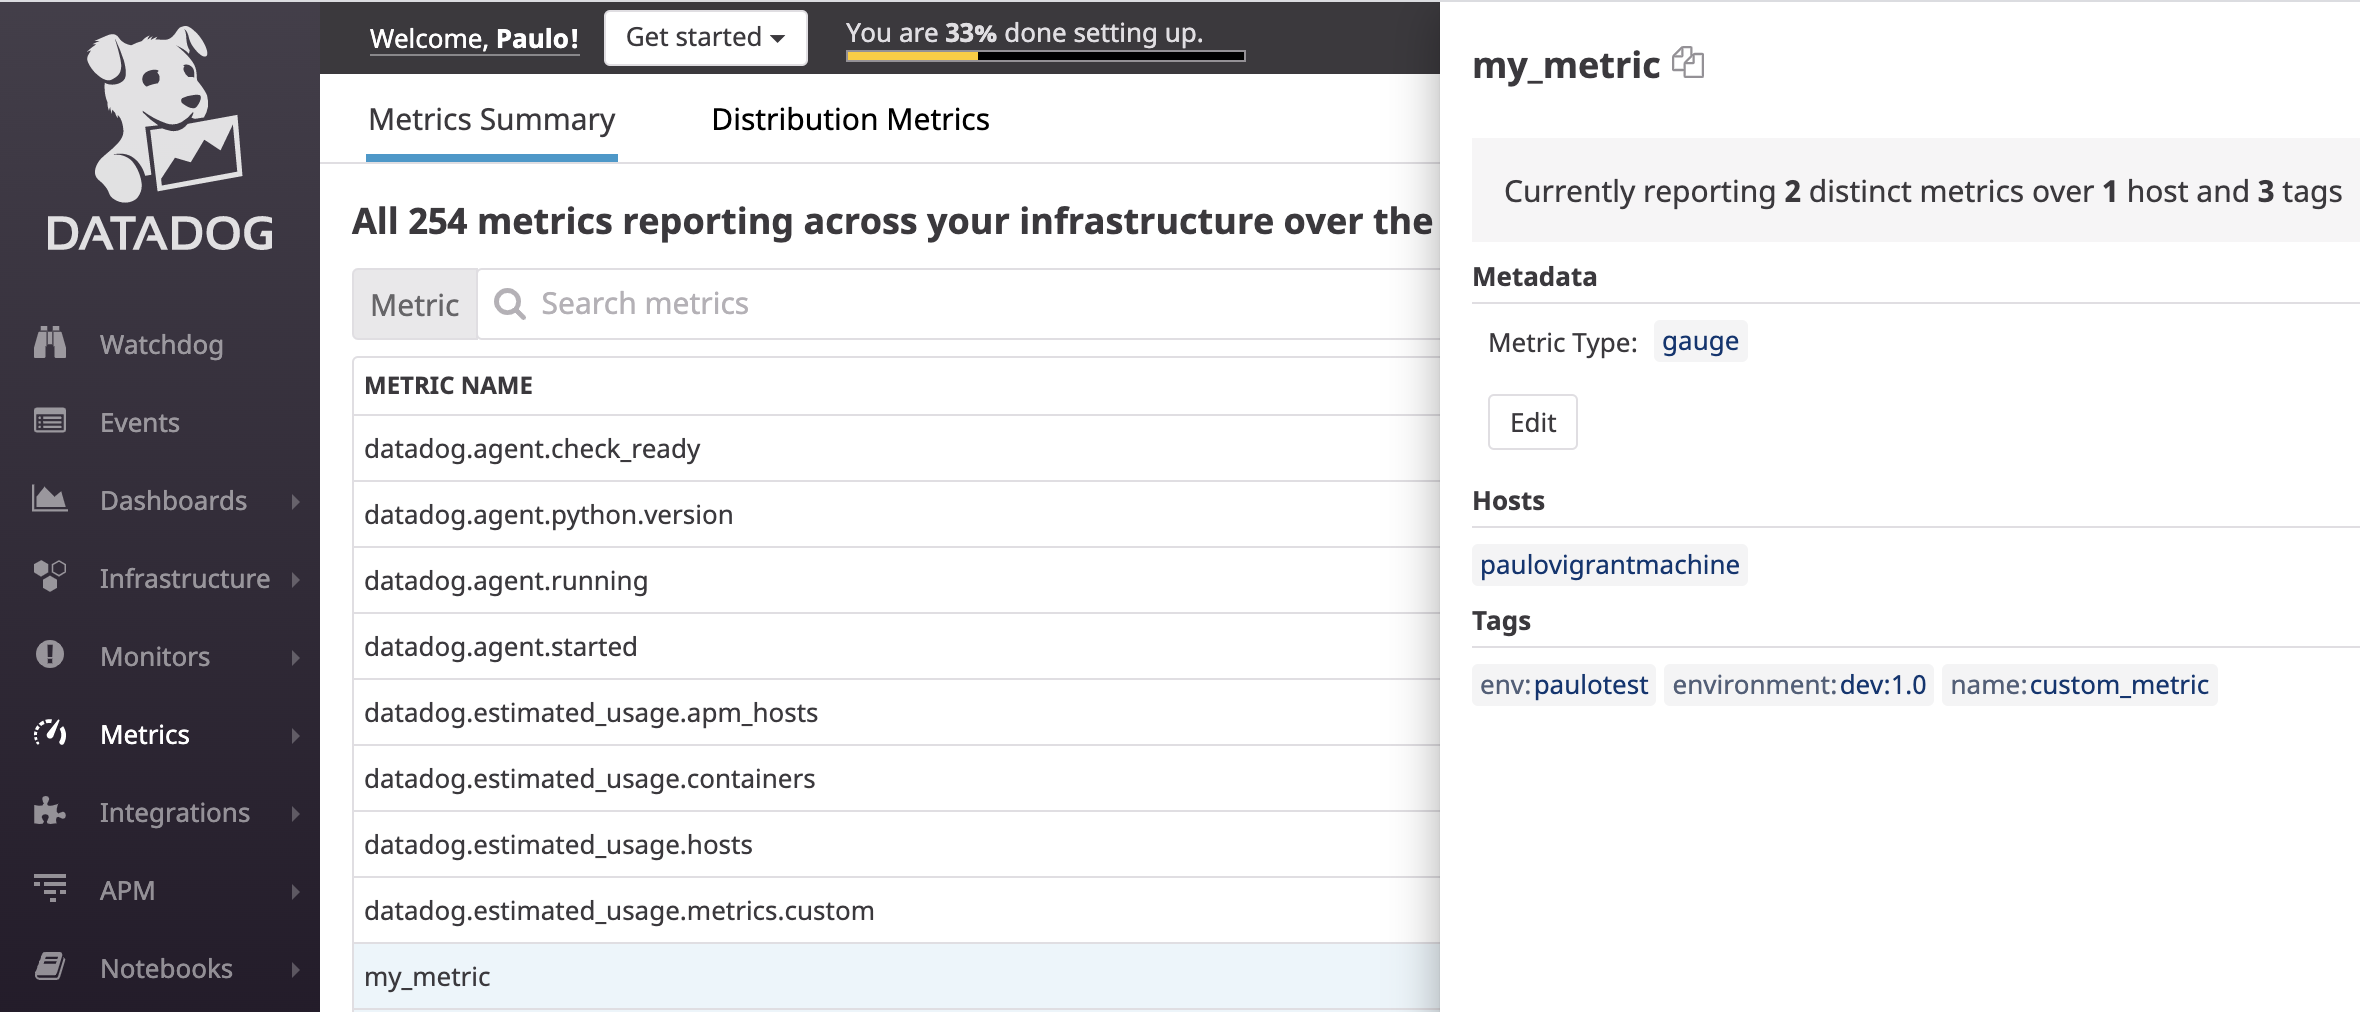 DATADOG
Watchdog
Events
Dashboards
Infrastructure
Monitors
Metrics
Integrations
APM
Notebooks
Welcome, Paulo!
Get started
You are 33% done setting up.
Metrics Summary
Distribution Metrics
All 254 metrics reporting across your infrastructure over the
Metric
Search metrics
METRIC NAME
datadog.agent.check_ready
datadog.agent.python.version
datadog.agent.running
datadog.agent.started
datadog.estimated_usage.apm_hosts
datadog.estimated_usage.containers
datadog.estimated_usage.hosts
datadog.estimated_usage.metrics.custom
my_metric
my_metric
Currently reporting 2 distinct metrics over 1 host and 3 tags
Metadata
Metric Type: gauge
Edit
Hosts
paulovigrantmachine
Tags
env:paulotest environment:dev:1.0 name:custom_metric